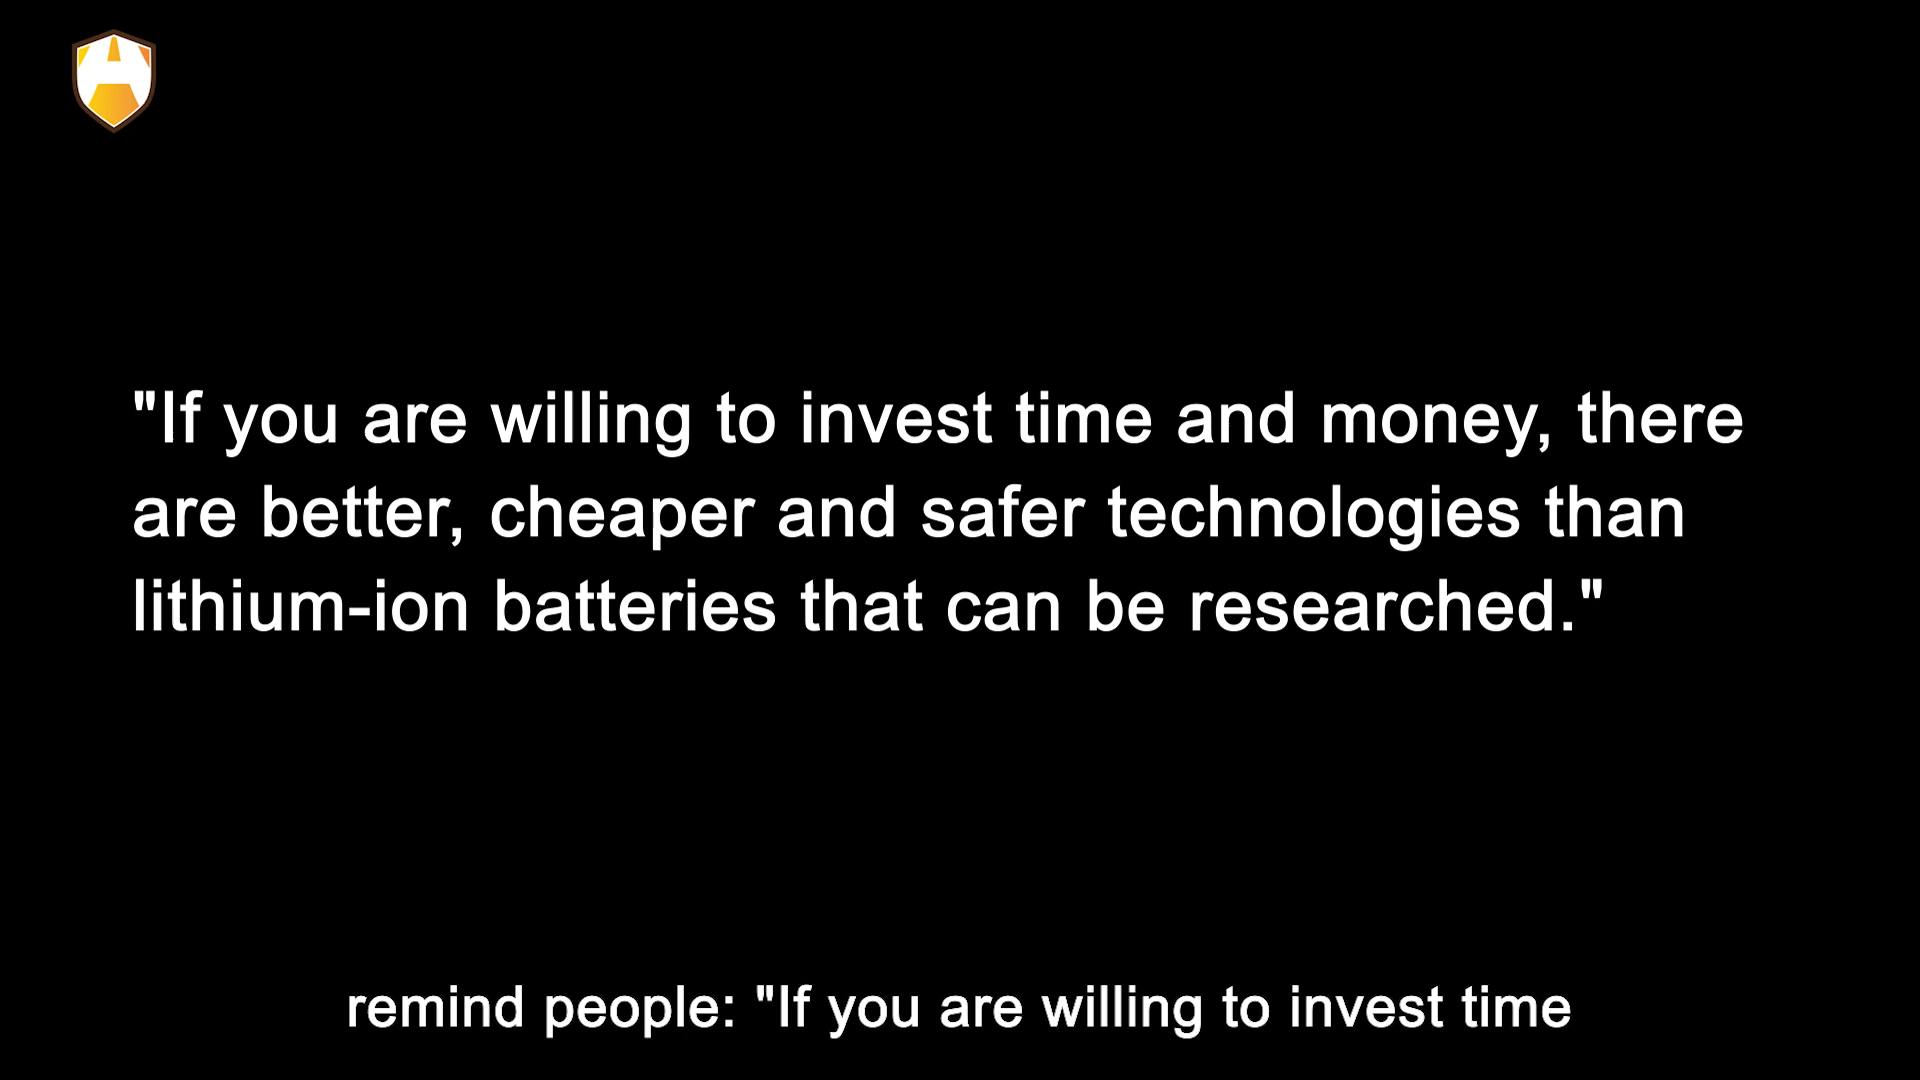 "If you are willing to invest time and money, there
are better, cheaper and safer technologies than
lithium-ion batteries that can be researched."
remind people: "If you are willing to invest time